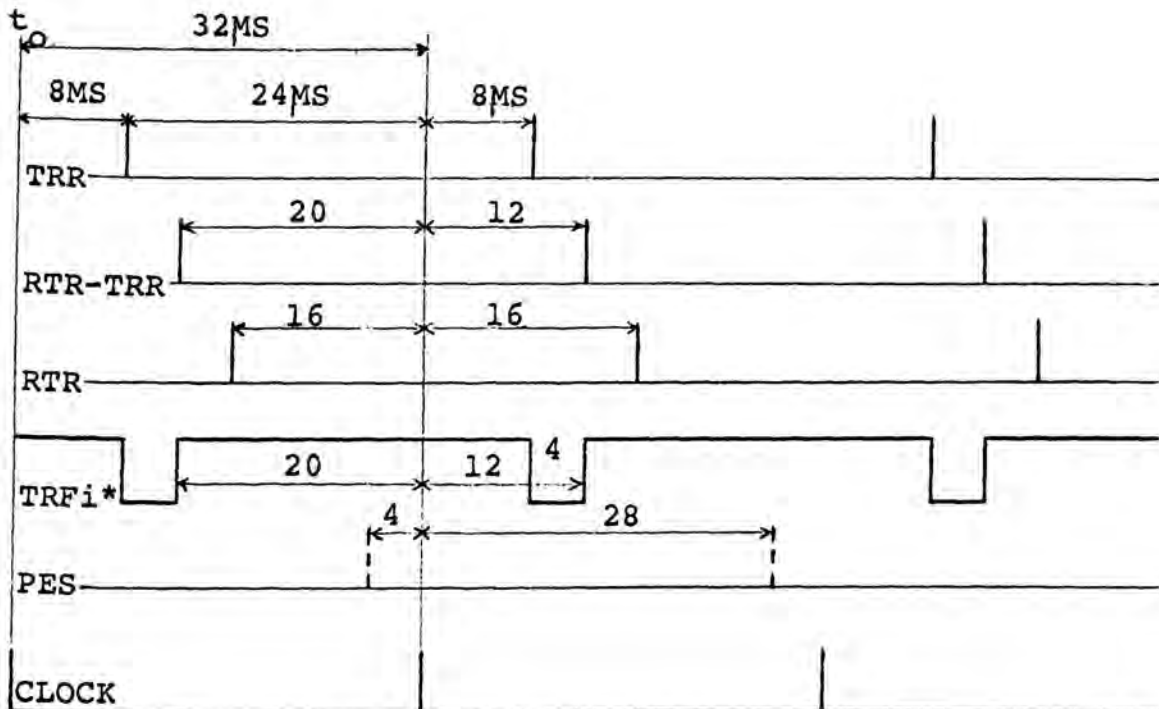 t
o
32MS
8MS 24MS 8MS
TRR
20 12
RTR-TRR
16 16
RTR
4
20 12
TRFi*
4 28
PES
CLOCK